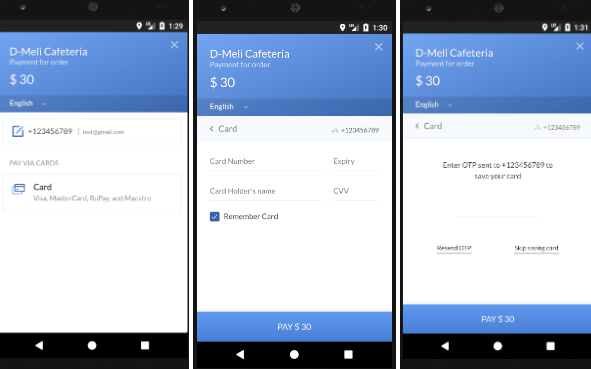 1:29
D-Meli Cafeteria
Payment for order
$ 30
English
+123456789 | test@gmail.com
PAY VIA CARDS
Card
Visa, MasterCard, RuPay, and Maestro
1:30
D-Meli Cafeteria
Payment for order
$ 30
English
Card
+123456789
Card Number
Expiry
Card Holder's name
CVV
Remember Card
PAY $ 30
1:31
D-Meli Cafeteria
Payment for order
$ 30
English
Card
+123456789
Enter OTP sent to +123456789 to
save your card
Resend OTP
Skip saving card
PAY $ 30